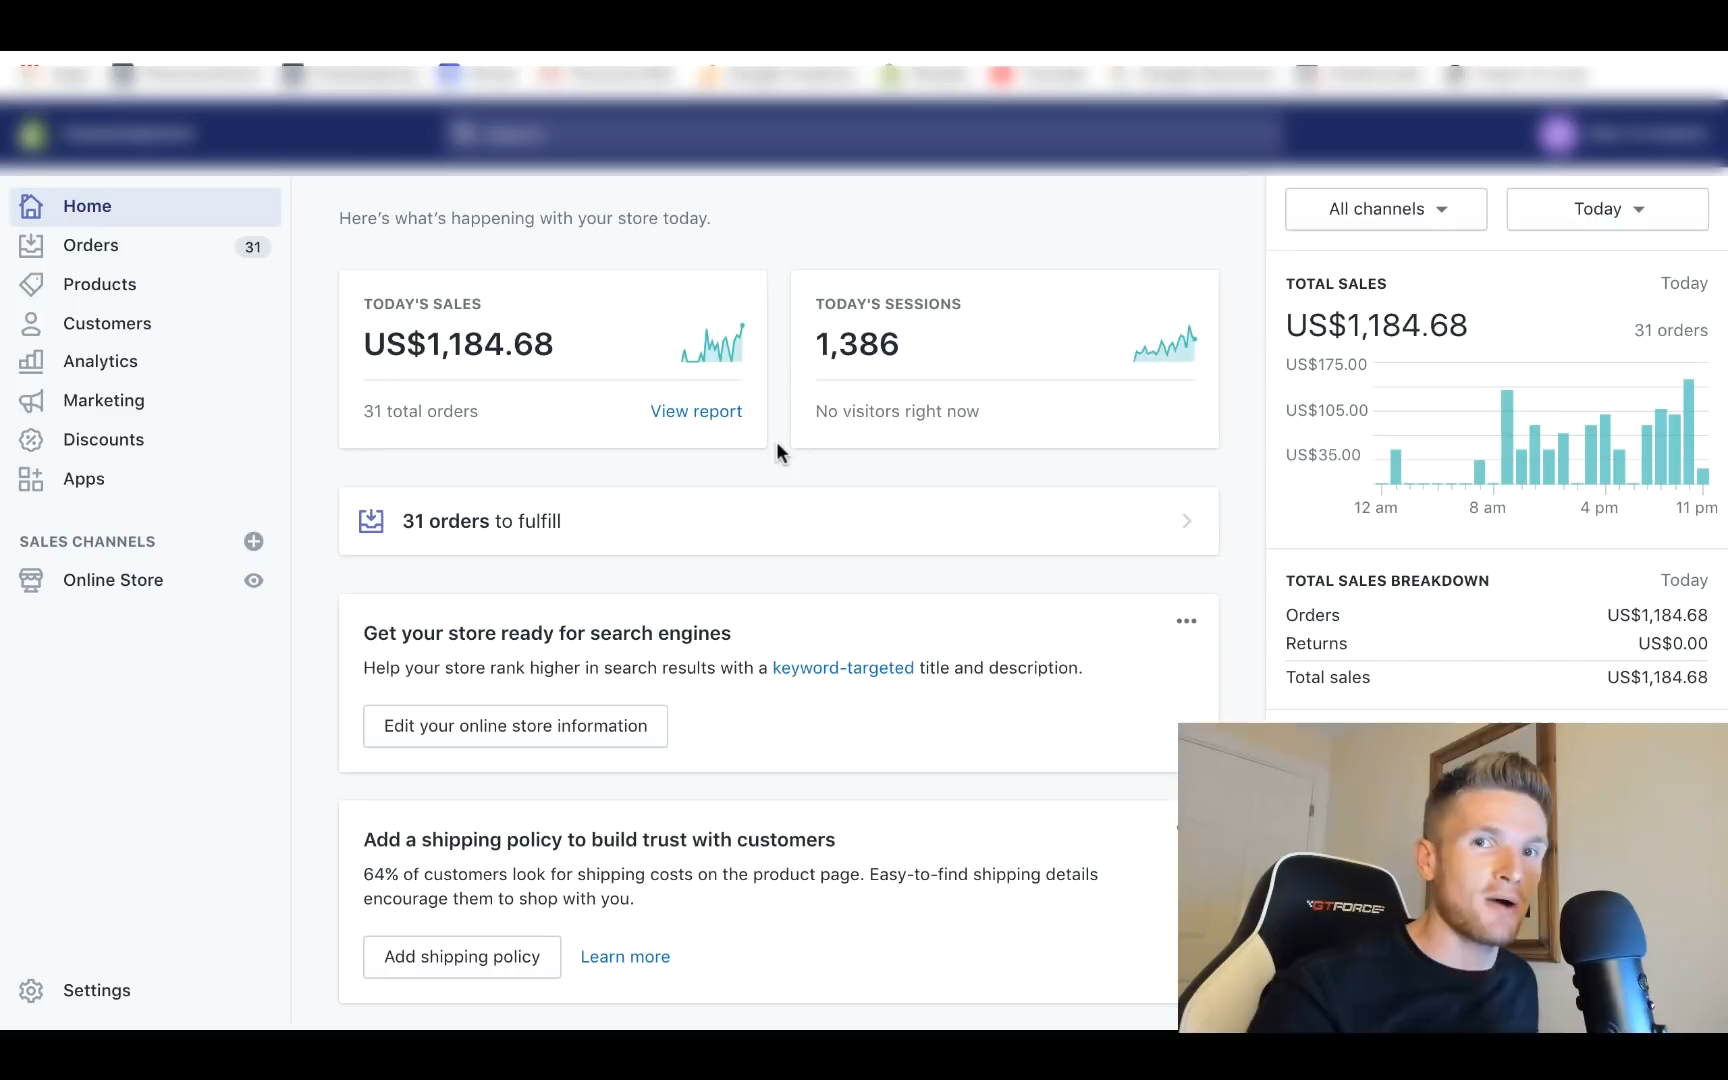 Home
Orders
31
Products
Customers
Analytics
Marketing
Discounts
Apps
SALES CHANNELS
Online Store
Settings
Here's what's happening with your store today.
TODAY'S SALES
US$1,184.68
31 total orders
View report
TODAY'S SESSIONS
1,386
No visitors right now
31 orders to fulfill
Get your store ready for search engines
Help your store rank higher in search results with a keyword-targeted title and description.
Edit your online store information
Add a shipping policy to build trust with customers
64% of customers look for shipping costs on the product page. Easy-to-find shipping details
encourage them to shop with you.
Add shipping policy
Learn more
All channels
Today
TOTAL SALES
Today
US$1,184.68
31 orders
US$175.00
US$105.00
US$35.00
12 am
8 am
4 pm
11 pm
TOTAL SALES BREAKDOWN
Today
Orders
US$1,184.68
Returns
US$0.00
Total sales
US$1,184.68
GTFORCE